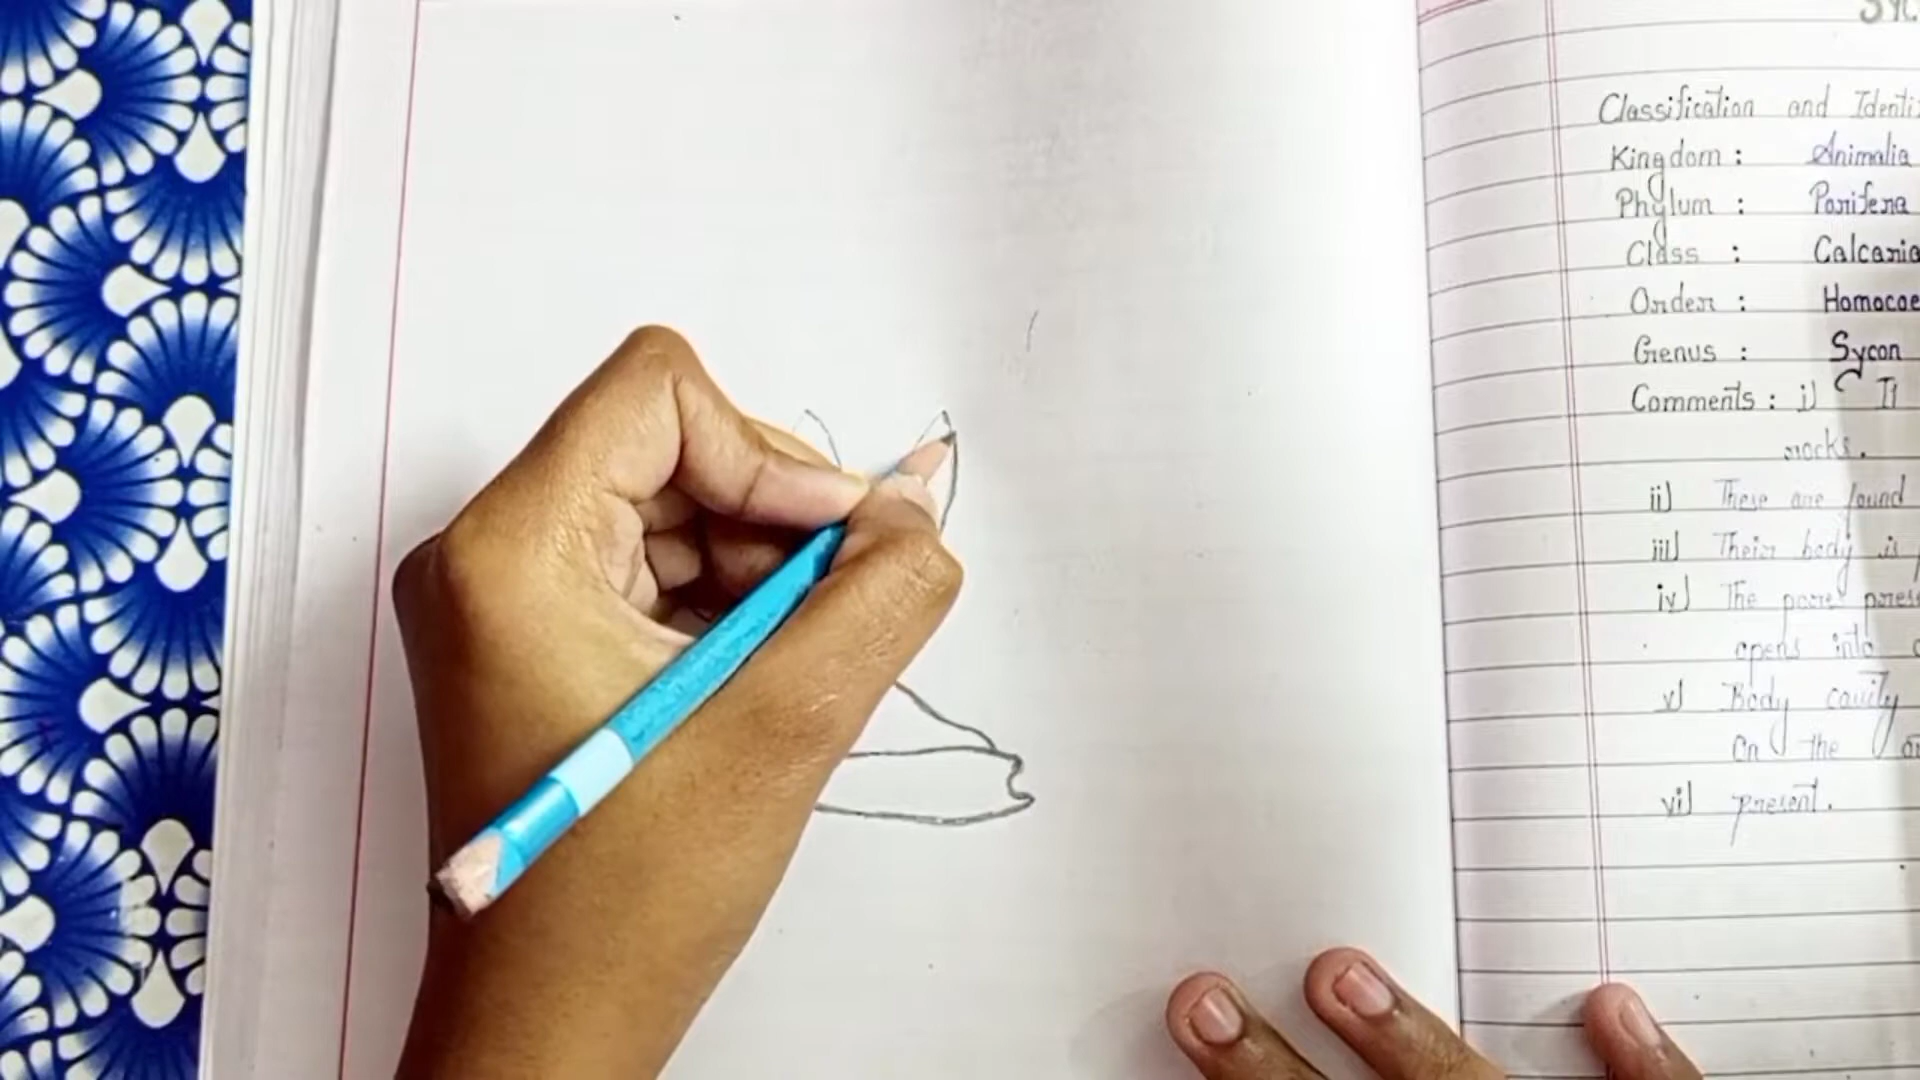 Classification and Identi
Kingdom : Animalia
Phylum : Porifera
Class : Calcaria
Order : Homocoe
Genus : Sycon
Comments : i) It
rocks.
ii) These are found
iii) Their body is
iv) The pores prese
opens into
v) Body cavity
On the
vi) present.